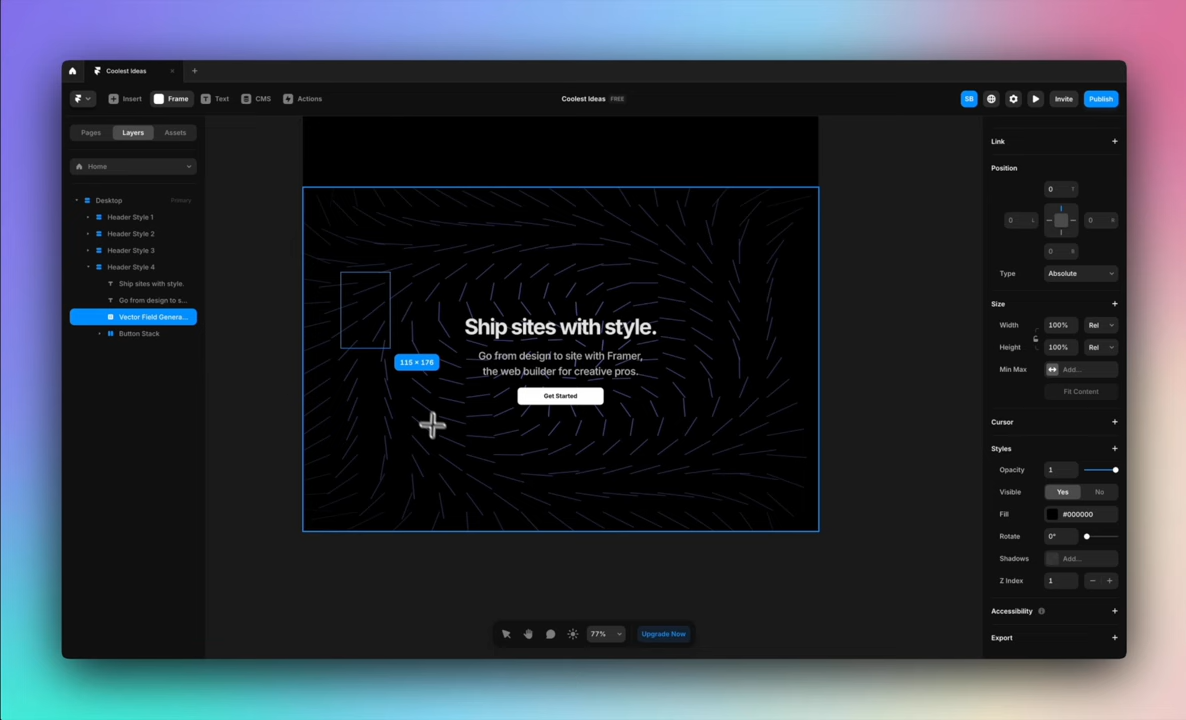 Coolest Ideas
Insert
Frame
Text
CMS
Actions
Coolest Ideas FREE
SB
Invite
Publish
Pages
Layers
Assets
Home
Desktop
Primary
Header Style 1
Header Style 2
Header Style 3
Header Style 4
Ship sites with style.
Go from design to s...
Vector Field Genera...
Button Stack
Ship sites with style.
Go from design to site with Framer,
the web builder for creative pros.
Get Started
115 × 176
77%
Upgrade Now
Link
Position
0 T
0 L
0 R
0 B
Type
Absolute
Size
Width
100%
Rel
Height
100%
Rel
Min Max
Add...
Fit Content
Cursor
Styles
Opacity
1
Visible
Yes
No
Fill
#000000
Rotate
0°
Shadows
Add...
Z Index
1
Accessibility
Export